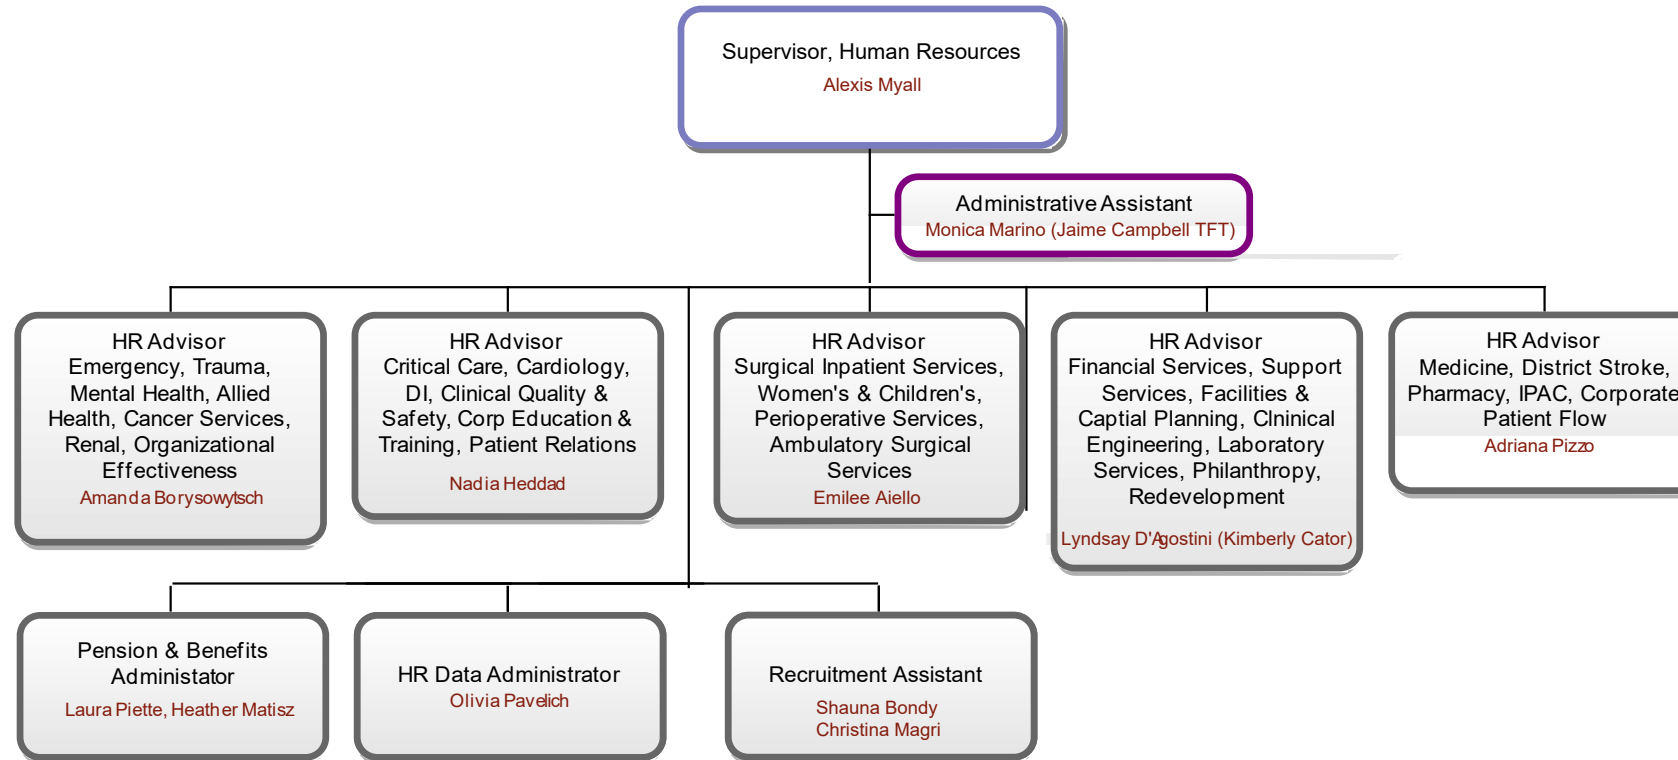 Supervisor, Human Resources
Alexis Myall
Administrative Assistant
Monica Marino (Jaime Campbell TFT)
HR Advisor
Emergency, Trauma,
Mental Health, Allied
Health, Cancer Services,
Renal, Organizational
Effectiveness
Amanda Borysowytsch
HR Advisor
Critical Care, Cardiology,
DI, Clinical Quality &
Safety, Corp Education &
Training, Patient Relations
Nadia Heddad
HR Advisor
Surgical Inpatient Services,
Women's & Children's,
Perioperative Services,
Ambulatory Surgical
Services
Emilee Aiello
HR Advisor
Financial Services, Support
Services, Facilities &
Captial Planning, Clninical
Engineering, Laboratory
Services, Philanthropy,
Redevelopment
Lyndsay D'Agostini (Kimberly Cator)
HR Advisor
Medicine, District Stroke,
Pharmacy, IPAC, Corporate
Patient Flow
Adriana Pizzo
Pension & Benefits
Administator
Laura Piette, Heather Matisz
HR Data Administrator
Olivia Pavelich
Recruitment Assistant
Shauna Bondy
Christina Magri